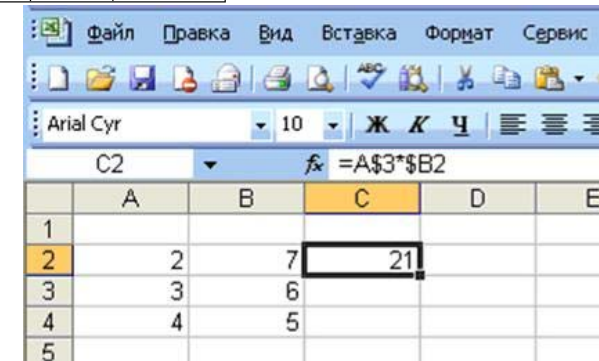 Файл Правка Вид Вставка Формат Сервис
ABC
Arial Cyr 10 Ж К Ч
C2 fx =A$3*$B2
A B C D E
1
2 2 7 21
3 3 6
4 4 5
5